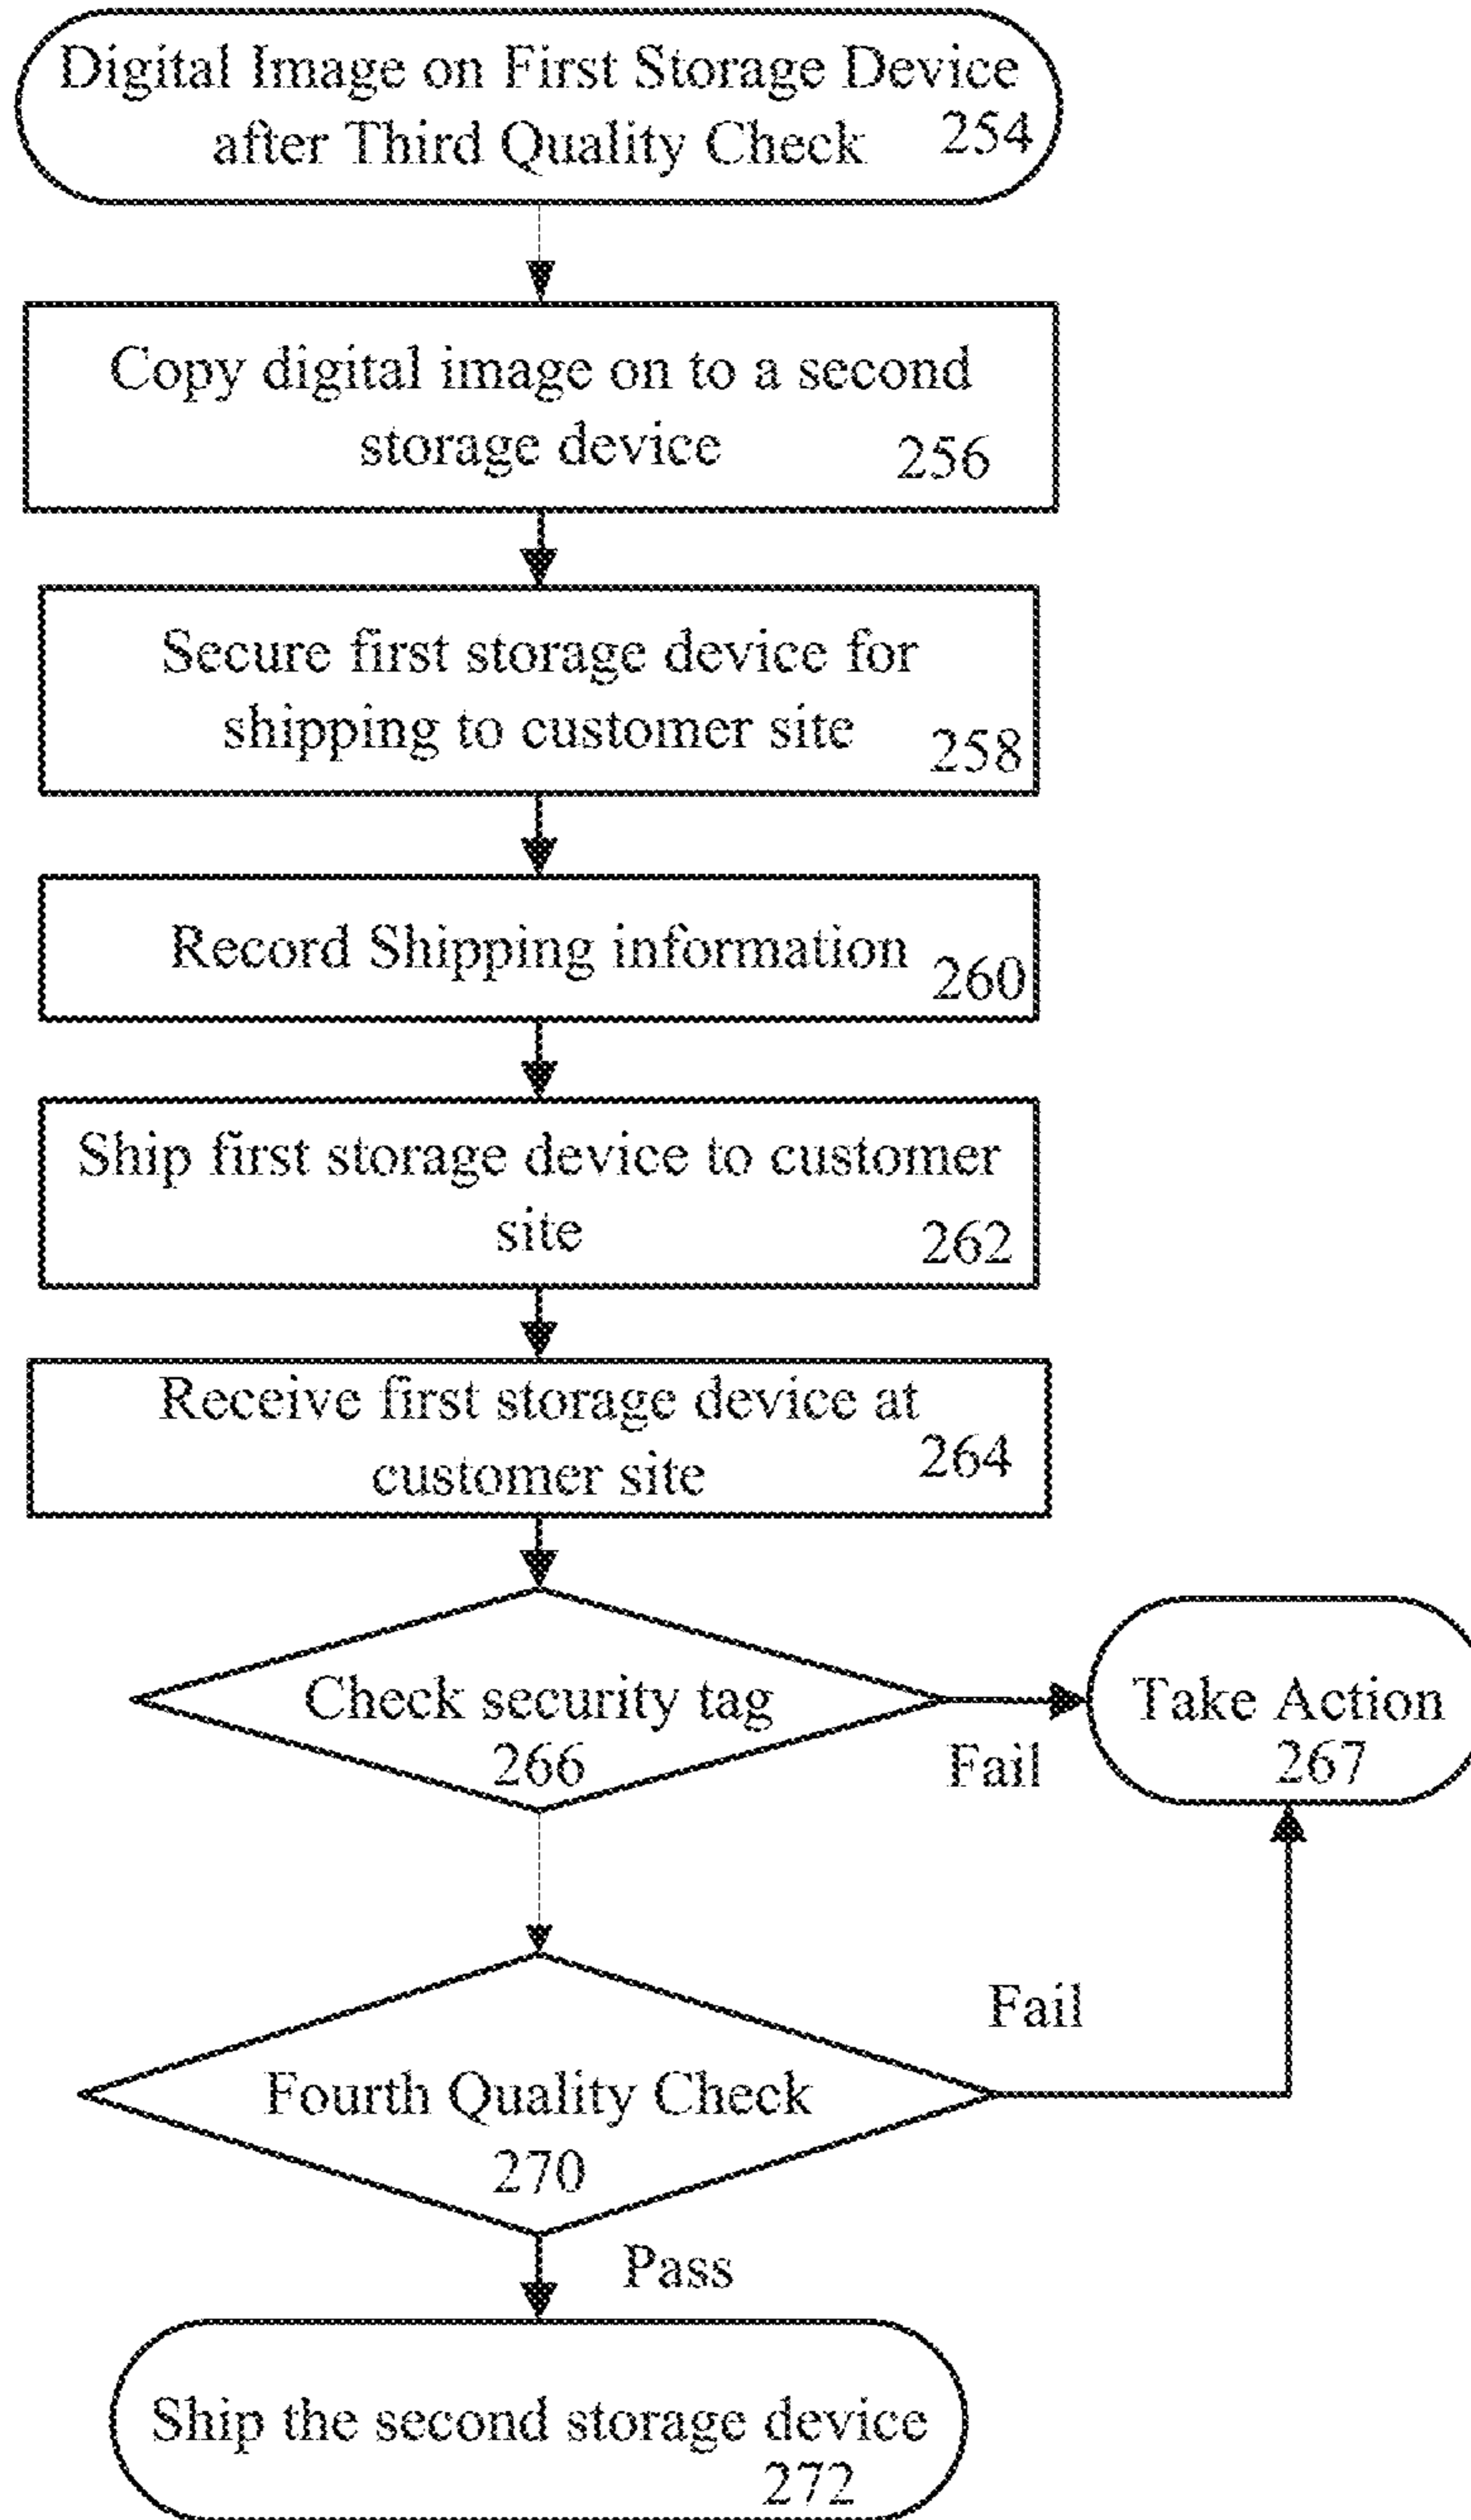 Digital Image on First Storage Device
after Third Quality Check 254
Copy digital image on to a second
storage device 256
Secure first storage device for
shipping to customer site 258
Record Shipping information 260
Ship first storage device to customer
site 262
Receive first storage device at
customer site 264
Check security tag
266
Fail
Take Action
267
Fail
Fourth Quality Check
270
Pass
Ship the second storage device
272